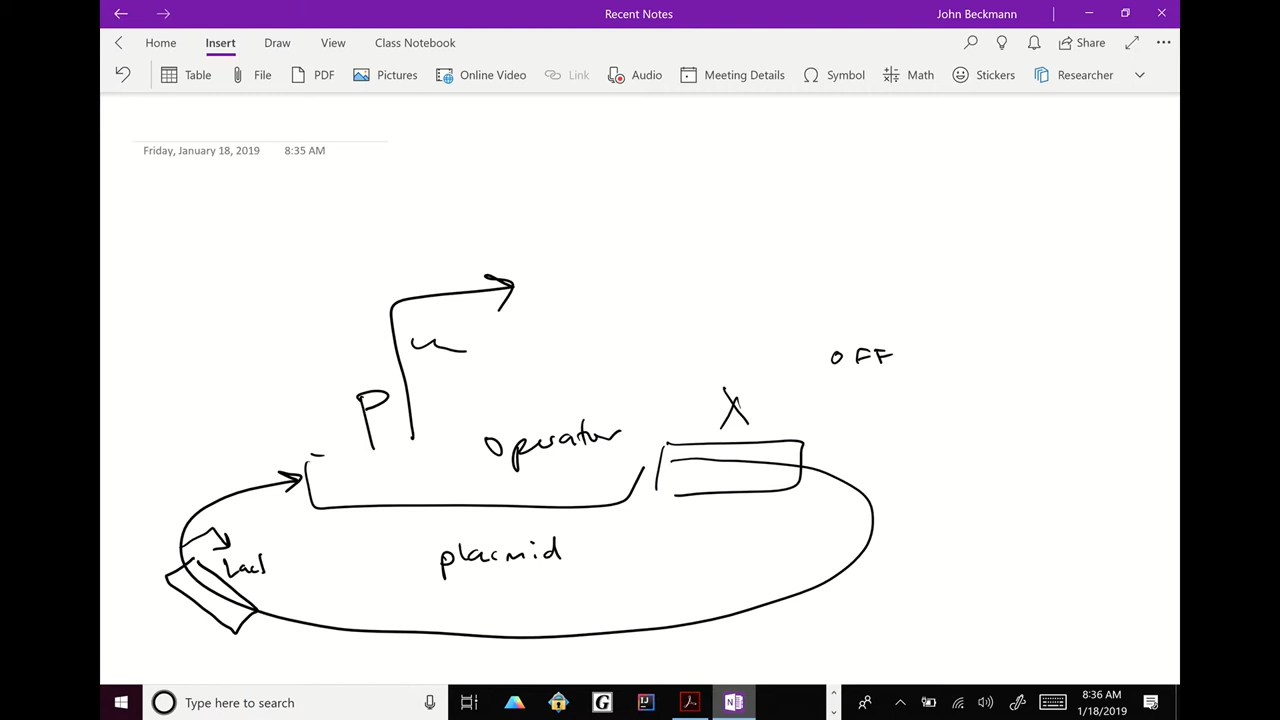 Recent Notes
John Beckmann
Home Insert Draw View Class Notebook
Share
Table File PDF Pictures Online Video Link Audio Meeting Details Symbol Math Stickers Researcher
Friday, January 18, 2019 8:35 AM
OFF
P
X
operator
plasmid
LacI
Type here to search
G
IJ
N
8:36 AM
1/18/2019